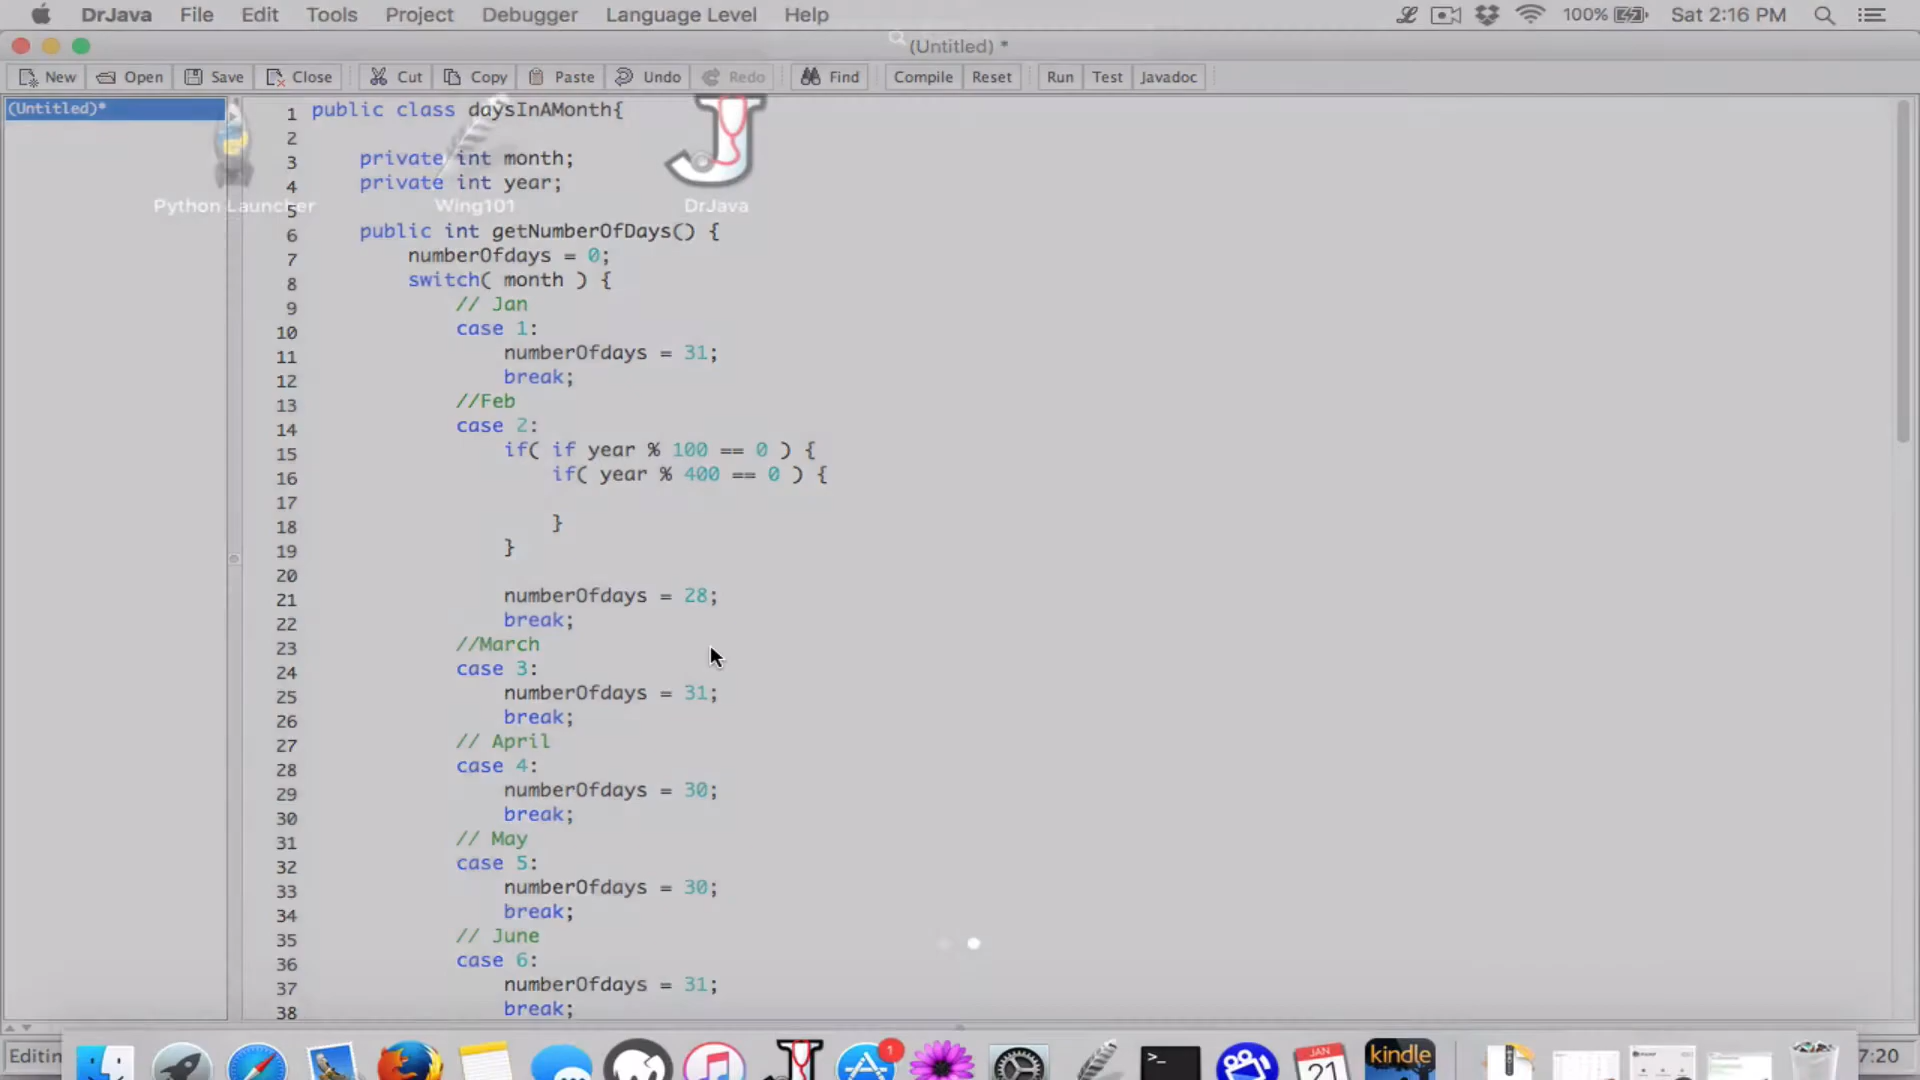 DrJava File Edit Tools Project Debugger Language Level Help 100% Sat 2:16 PM
(Untitled) *
New Open Save Close Cut Copy Paste Undo Redo Find Compile Reset Run Test Javadoc
(Untitled)*
Python Launcher Wing101 DrJava
1 public class daysInAMonth{
2
3 private int month;
4 private int year;
5
6 public int getNumberOfDays() {
7 numberOfdays = 0;
8 switch( month ) {
9 // Jan
10 case 1:
11 numberOfdays = 31;
12 break;
13 //Feb
14 case 2:
15 if( if year % 100 == 0 ) {
16 if( year % 400 == 0 ) {
17
18 }
19 }
20
21 numberOfdays = 28;
22 break;
23 //March
24 case 3:
25 numberOfdays = 31;
26 break;
27 // April
28 case 4:
29 numberOfdays = 30;
30 break;
31 // May
32 case 5:
33 numberOfdays = 30;
34 break;
35 // June
36 case 6:
37 numberOfdays = 31;
38 break;
Editin 7:20
1
JAN
21
kindle
>_